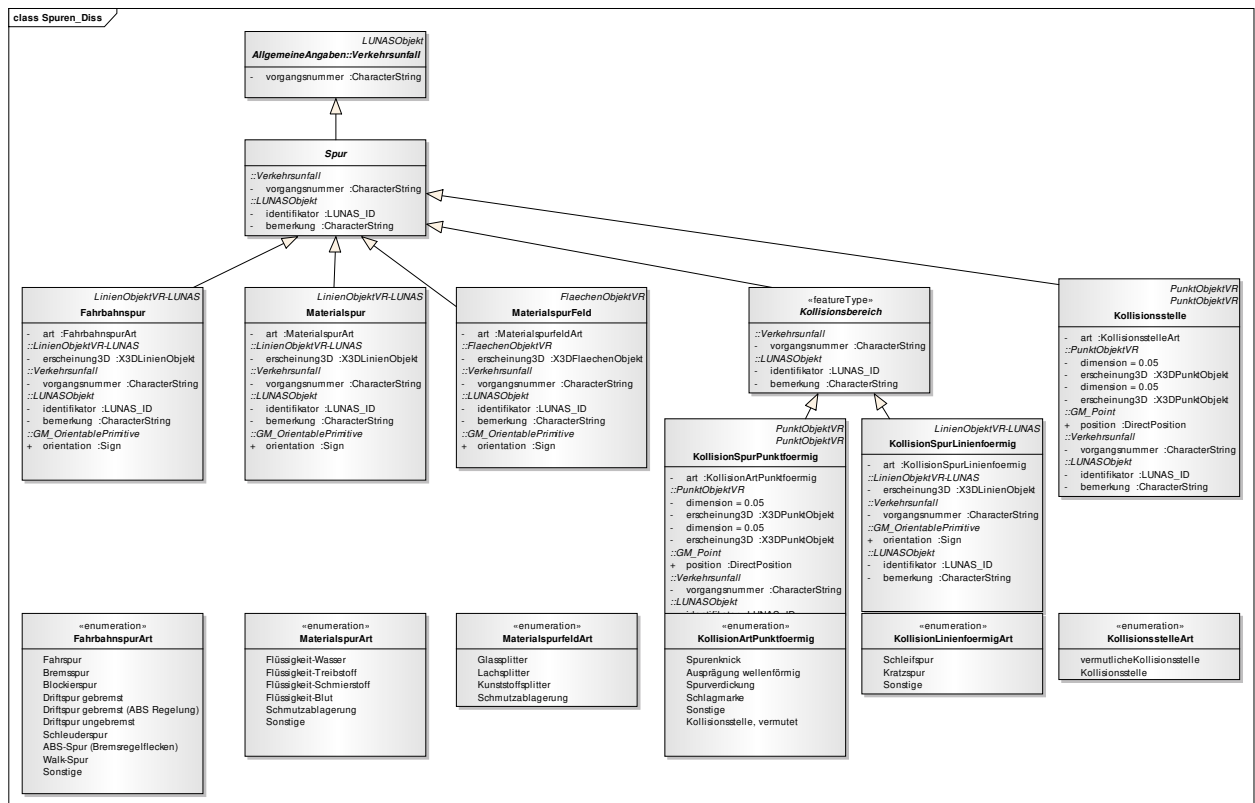 class Spuren_Diss
LUNASObjekt
AllgemeineAngaben::Verkehrsunfall
- vorgangsnummer :CharacterString
Spur
::Verkehrsunfall
- vorgangsnummer :CharacterString
::LUNASObjekt
- identifikator :LUNAS_ID
- bemerkung :CharacterString
LinienObjektVR-LUNAS
Fahrbahnspur
- art :FahrbahnspurArt
::LinienObjektVR-LUNAS
- erscheinung3D :X3DLinienObjekt
::Verkehrsunfall
- vorgangsnummer :CharacterString
::LUNASObjekt
- identifikator :LUNAS_ID
- bemerkung :CharacterString
::GM_OrientablePrimitive
+ orientation :Sign
LinienObjektVR-LUNAS
Materialspur
- art :MaterialspurArt
::LinienObjektVR-LUNAS
- erscheinung3D :X3DLinienObjekt
::Verkehrsunfall
- vorgangsnummer :CharacterString
::LUNASObjekt
- identifikator :LUNAS_ID
- bemerkung :CharacterString
::GM_OrientablePrimitive
+ orientation :Sign
FlaechenObjektVR
MaterialspurFeld
- art :MaterialspurfeldArt
::FlaechenObjektVR
- erscheinung3D :X3DFlaechenObjekt
::Verkehrsunfall
- vorgangsnummer :CharacterString
::LUNASObjekt
- identifikator :LUNAS_ID
- bemerkung :CharacterString
::GM_OrientablePrimitive
+ orientation :Sign
«featureType»
Kollisionsbereich
::Verkehrsunfall
- vorgangsnummer :CharacterString
::LUNASObjekt
- identifikator :LUNAS_ID
- bemerkung :CharacterString
PunktObjektVR
PunktObjektVR
Kollisionsstelle
- art :KollisionsstelleArt
::PunktObjektVR
- dimension = 0.05
- erscheinung3D :X3DPunktObjekt
- dimension = 0.05
- erscheinung3D :X3DPunktObjekt
::GM_Point
+ position :DirectPosition
::Verkehrsunfall
- vorgangsnummer :CharacterString
::LUNASObjekt
- identifikator :LUNAS_ID
- bemerkung :CharacterString
PunktObjektVR
PunktObjektVR
KollisionSpurPunktfoermig
- art :KollisionArtPunktfoermig
::PunktObjektVR
- dimension = 0.05
- erscheinung3D :X3DPunktObjekt
- dimension = 0.05
- erscheinung3D :X3DPunktObjekt
::GM_Point
+ position :DirectPosition
::Verkehrsunfall
- vorgangsnummer :CharacterString
::LUNASObjekt
LinienObjektVR-LUNAS
KollisionSpurLinienfoermig
- art :KollisionSpurLinienfoermig
::LinienObjektVR-LUNAS
- erscheinung3D :X3DLinienObjekt
::Verkehrsunfall
- vorgangsnummer :CharacterString
::GM_OrientablePrimitive
+ orientation :Sign
::LUNASObjekt
- identifikator :LUNAS_ID
- bemerkung :CharacterString
«enumeration»
FahrbahnspurArt
Fahrspur
Bremsspur
Blockierspur
Driftspur gebremst
Driftspur gebremst (ABS Regelung)
Driftspur ungebremst
Schleuderspur
ABS-Spur (Bremsregelflecken)
Walk-Spur
Sonstige
«enumeration»
MaterialspurArt
Flüssigkeit-Wasser
Flüssigkeit-Treibstoff
Flüssigkeit-Schmierstoff
Flüssigkeit-Blut
Schmutzablagerung
Sonstige
«enumeration»
MaterialspurfeldArt
Glassplitter
Lachsplitter
Kunststoffsplitter
Schmutzablagerung
«enumeration»
KollisionArtPunktfoermig
Spurenknick
Ausprägung wellenförmig
Spurverdickung
Schlagmarke
Sonstige
Kollisionsstelle, vermutet
«enumeration»
KollisionLinienfoermigArt
Schleifspur
Kratzspur
Sonstige
«enumeration»
KollisionsstelleArt
vermutlicheKollisionsstelle
Kollisionsstelle